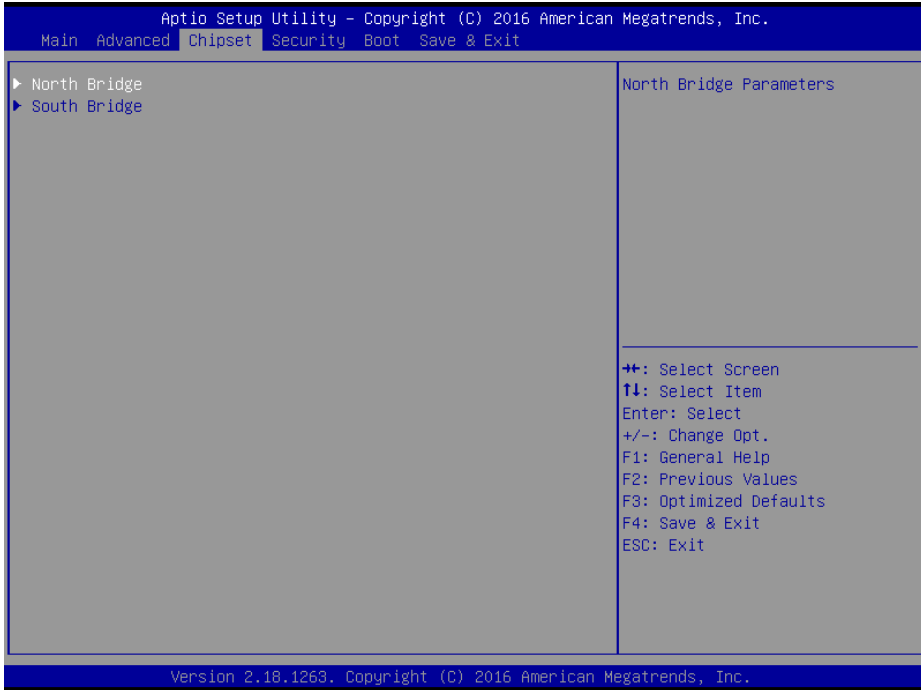 Aptio Setup Utility – Copyright (C) 2016 American Megatrends, Inc.
Main Advanced Chipset Security Boot Save & Exit
▶ North Bridge
▶ South Bridge
North Bridge Parameters
→←: Select Screen
↑↓: Select Item
Enter: Select
+/-: Change Opt.
F1: General Help
F2: Previous Values
F3: Optimized Defaults
F4: Save & Exit
ESC: Exit
Version 2.18.1263. Copyright (C) 2016 American Megatrends, Inc.